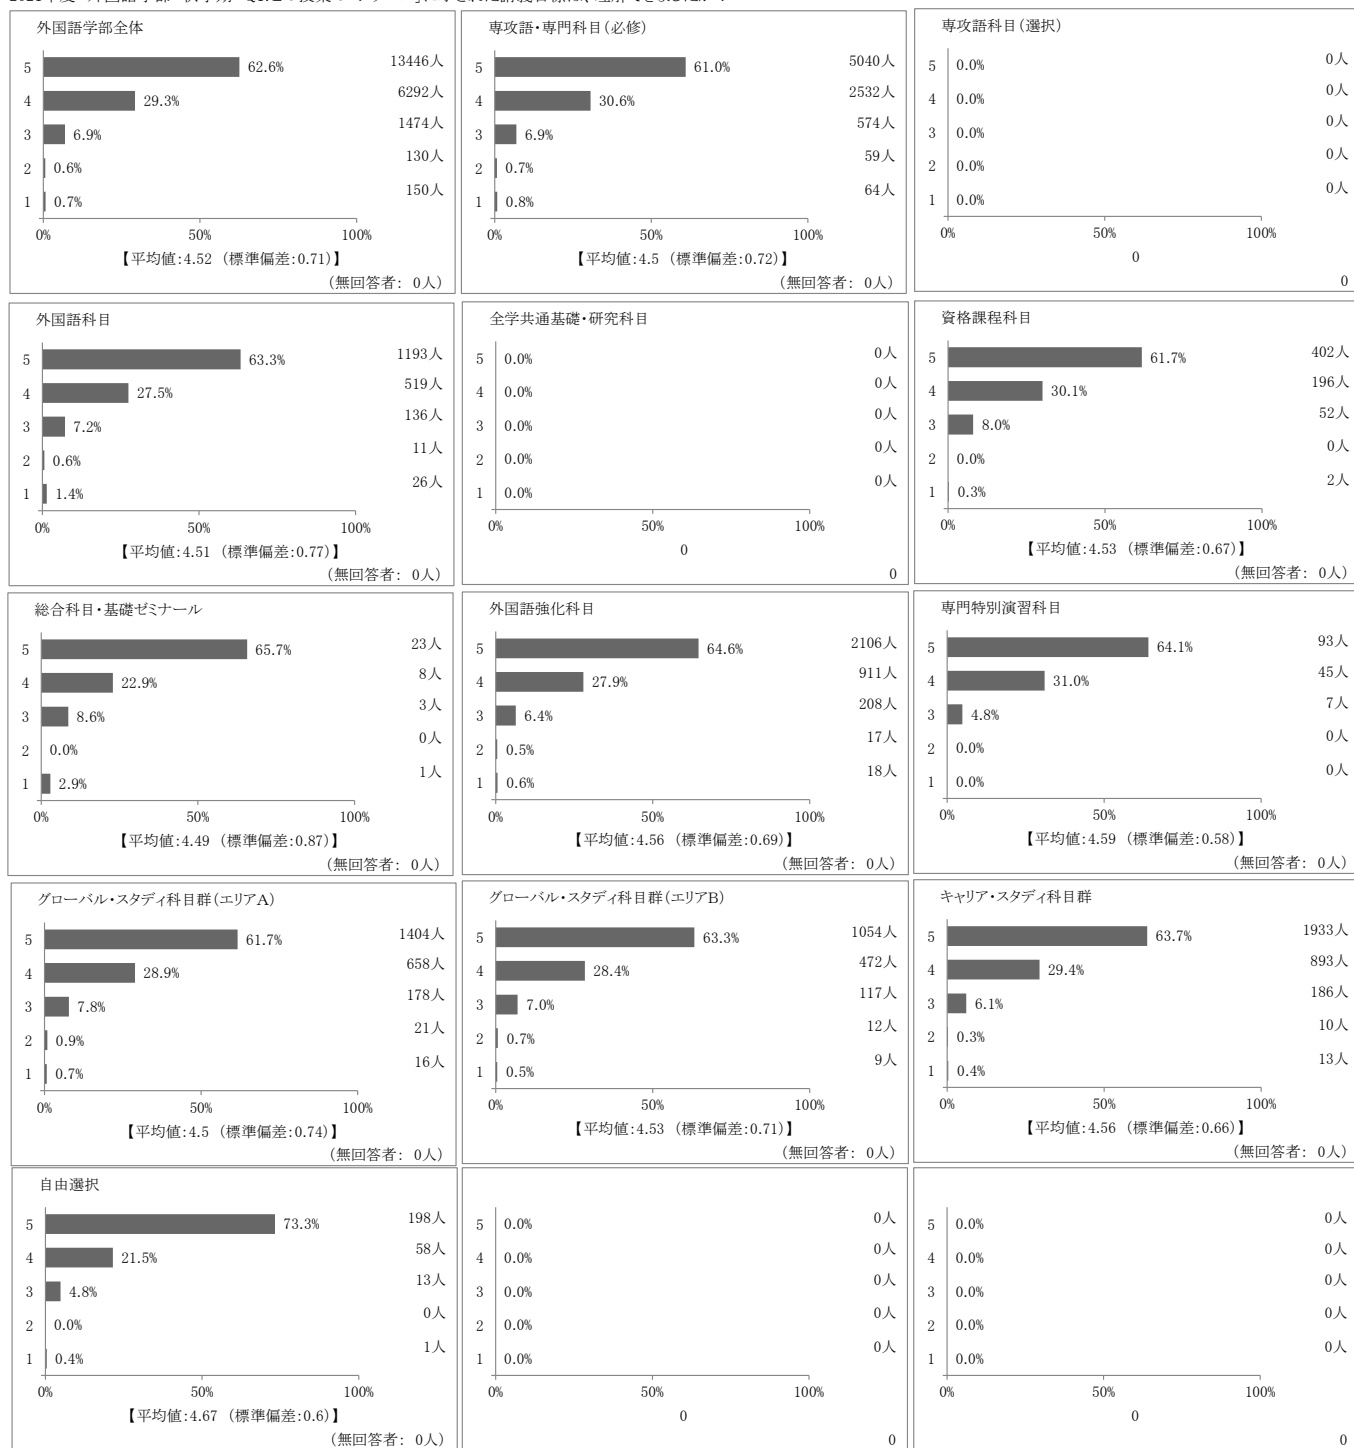 外国語学部全体
5 62.6% 13446人
4 29.3% 6292人
3 6.9% 1474人
2 0.6% 130人
1 0.7% 150人
0% 50% 100%
【平均値:4.52 (標準偏差:0.71)】
(無回答者: 0人)
専攻語・専門科目(必修)
5 61.0% 5040人
4 30.6% 2532人
3 6.9% 574人
2 0.7% 59人
1 0.8% 64人
0% 50% 100%
【平均値:4.5 (標準偏差:0.72)】
(無回答者: 0人)
専攻語科目(選択)
5 0.0% 0人
4 0.0% 0人
3 0.0% 0人
2 0.0% 0人
1 0.0% 0人
0% 50% 100%
0
0
外国語科目
5 63.3% 1193人
4 27.5% 519人
3 7.2% 136人
2 0.6% 11人
1 1.4% 26人
0% 50% 100%
【平均値:4.51 (標準偏差:0.77)】
(無回答者: 0人)
全学共通基礎・研究科目
5 0.0% 0人
4 0.0% 0人
3 0.0% 0人
2 0.0% 0人
1 0.0% 0人
0% 50% 100%
0
0
資格課程科目
5 61.7% 402人
4 30.1% 196人
3 8.0% 52人
2 0.0% 0人
1 0.3% 2人
0% 50% 100%
【平均値:4.53 (標準偏差:0.67)】
(無回答者: 0人)
総合科目・基礎ゼミナール
5 65.7% 23人
4 22.9% 8人
3 8.6% 3人
2 0.0% 0人
1 2.9% 1人
0% 50% 100%
【平均値:4.49 (標準偏差:0.87)】
(無回答者: 0人)
外国語強化科目
5 64.6% 2106人
4 27.9% 911人
3 6.4% 208人
2 0.5% 17人
1 0.6% 18人
0% 50% 100%
【平均値:4.56 (標準偏差:0.69)】
(無回答者: 0人)
専門特別演習科目
5 64.1% 93人
4 31.0% 45人
3 4.8% 7人
2 0.0% 0人
1 0.0% 0人
0% 50% 100%
【平均値:4.59 (標準偏差:0.58)】
(無回答者: 0人)
グローバル・スタディ科目群(エリアA)
5 61.7% 1404人
4 28.9% 658人
3 7.8% 178人
2 0.9% 21人
1 0.7% 16人
0% 50% 100%
【平均値:4.5 (標準偏差:0.74)】
(無回答者: 0人)
グローバル・スタディ科目群(エリアB)
5 63.3% 1054人
4 28.4% 472人
3 7.0% 117人
2 0.7% 12人
1 0.5% 9人
0% 50% 100%
【平均値:4.53 (標準偏差:0.71)】
(無回答者: 0人)
キャリア・スタディ科目群
5 63.7% 1933人
4 29.4% 893人
3 6.1% 186人
2 0.3% 10人
1 0.4% 13人
0% 50% 100%
【平均値:4.56 (標準偏差:0.66)】
(無回答者: 0人)
自由選択
5 73.3% 198人
4 21.5% 58人
3 4.8% 13人
2 0.0% 0人
1 0.4% 1人
0% 50% 100%
【平均値:4.67 (標準偏差:0.6)】
(無回答者: 0人)
5 0.0% 0人
4 0.0% 0人
3 0.0% 0人
2 0.0% 0人
1 0.0% 0人
0% 50% 100%
0
0
5 0.0% 0人
4 0.0% 0人
3 0.0% 0人
2 0.0% 0人
1 0.0% 0人
0% 50% 100%
0
0